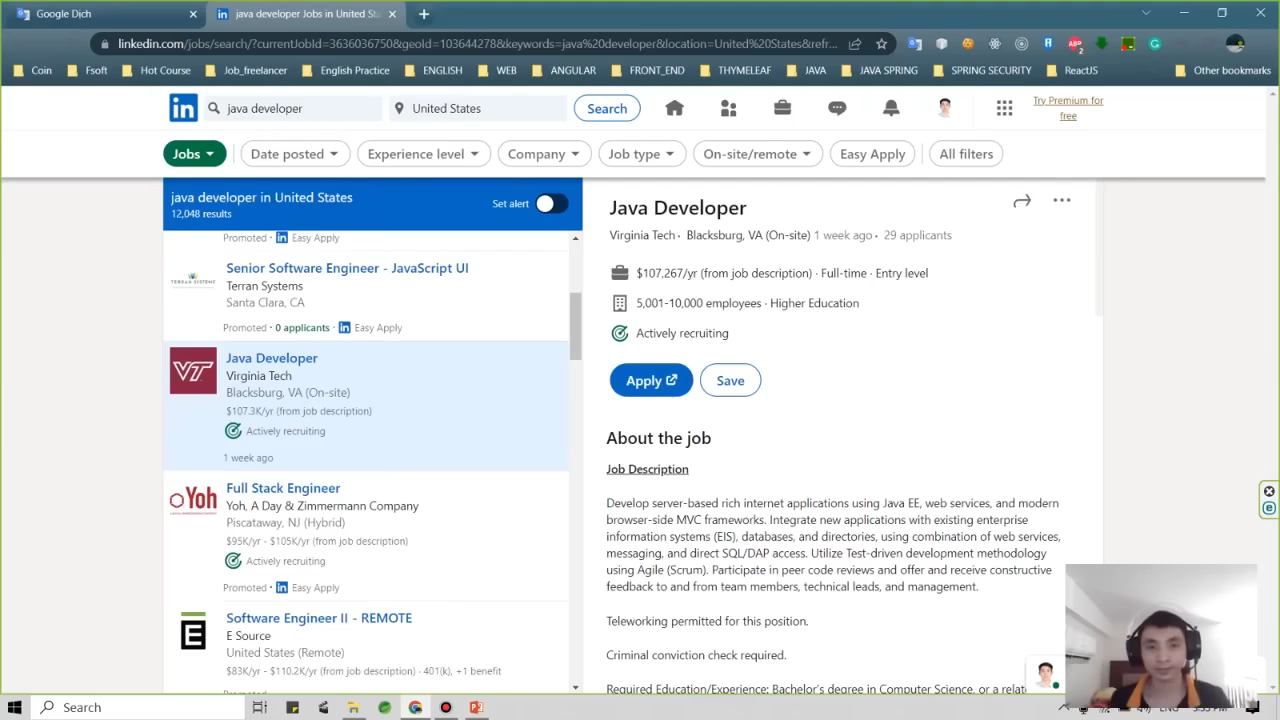 Google Dịch
java developer Jobs in United Sta
linkedin.com/jobs/search/?currentJobId=3636036750&geoId=103644278&keywords=java%20developer&location=United%20States&refr...
Coin
Fsoft
Hot Course
Job_freelancer
English Practice
ENGLISH
WEB
ANGULAR
FRONT_END
THYMELEAF
JAVA
JAVA SPRING
SPRING SECURITY
ReactJS
Other bookmarks
java developer
United States
Search
Try Premium for
free
Jobs
Date posted
Experience level
Company
Job type
On-site/remote
Easy Apply
All filters
java developer in United States
12,048 results
Set alert
Promoted · Easy Apply
Senior Software Engineer - JavaScript UI
TERRAN SYSTEMS
Terran Systems
Santa Clara, CA
Promoted · 0 applicants · Easy Apply
VT
Java Developer
Virginia Tech
Blacksburg, VA (On-site)
$107.3K/yr (from job description)
Actively recruiting
1 week ago
Yoh
Full Stack Engineer
Yoh, A Day & Zimmermann Company
Piscataway, NJ (Hybrid)
$95K/yr - $105K/yr (from job description)
Actively recruiting
Promoted · Easy Apply
E
Software Engineer II - REMOTE
E Source
United States (Remote)
$83K/yr - $110.2K/yr (from job description) · 401(k), +1 benefit
Java Developer
Virginia Tech · Blacksburg, VA (On-site) 1 week ago · 29 applicants
$107,267/yr (from job description) · Full-time · Entry level
5,001-10,000 employees · Higher Education
Actively recruiting
Apply
Save
About the job
Job Description
Develop server-based rich internet applications using Java EE, web services, and modern
browser-side MVC frameworks. Integrate new applications with existing enterprise
information systems (EIS), databases, and directories, using combination of web services,
messaging, and direct SQL/DAP access. Utilize Test-driven development methodology
using Agile (Scrum). Participate in peer code reviews and offer and receive constructive
feedback to and from team members, technical leads, and management.
Teleworking permitted for this position.
Criminal conviction check required.
Required Education/Experience: Bachelor's degree in Computer Science, or a relate
Search